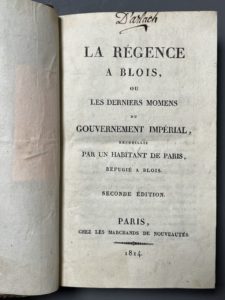 D'arlach
LA RÉGENCE
A BLOIS,
OU
LES DERNIERS MOMENS
DU
GOUVERNEMENT IMPÉRIAL,
RECUEILLIS
PAR UN HABITANT DE PARIS,
RÉFUGIÉ A BLOIS.
SECONDE ÉDITION.
PARIS,
CHEZ LES MARCHANDS DE NOUVEAUTÉS.
1814.